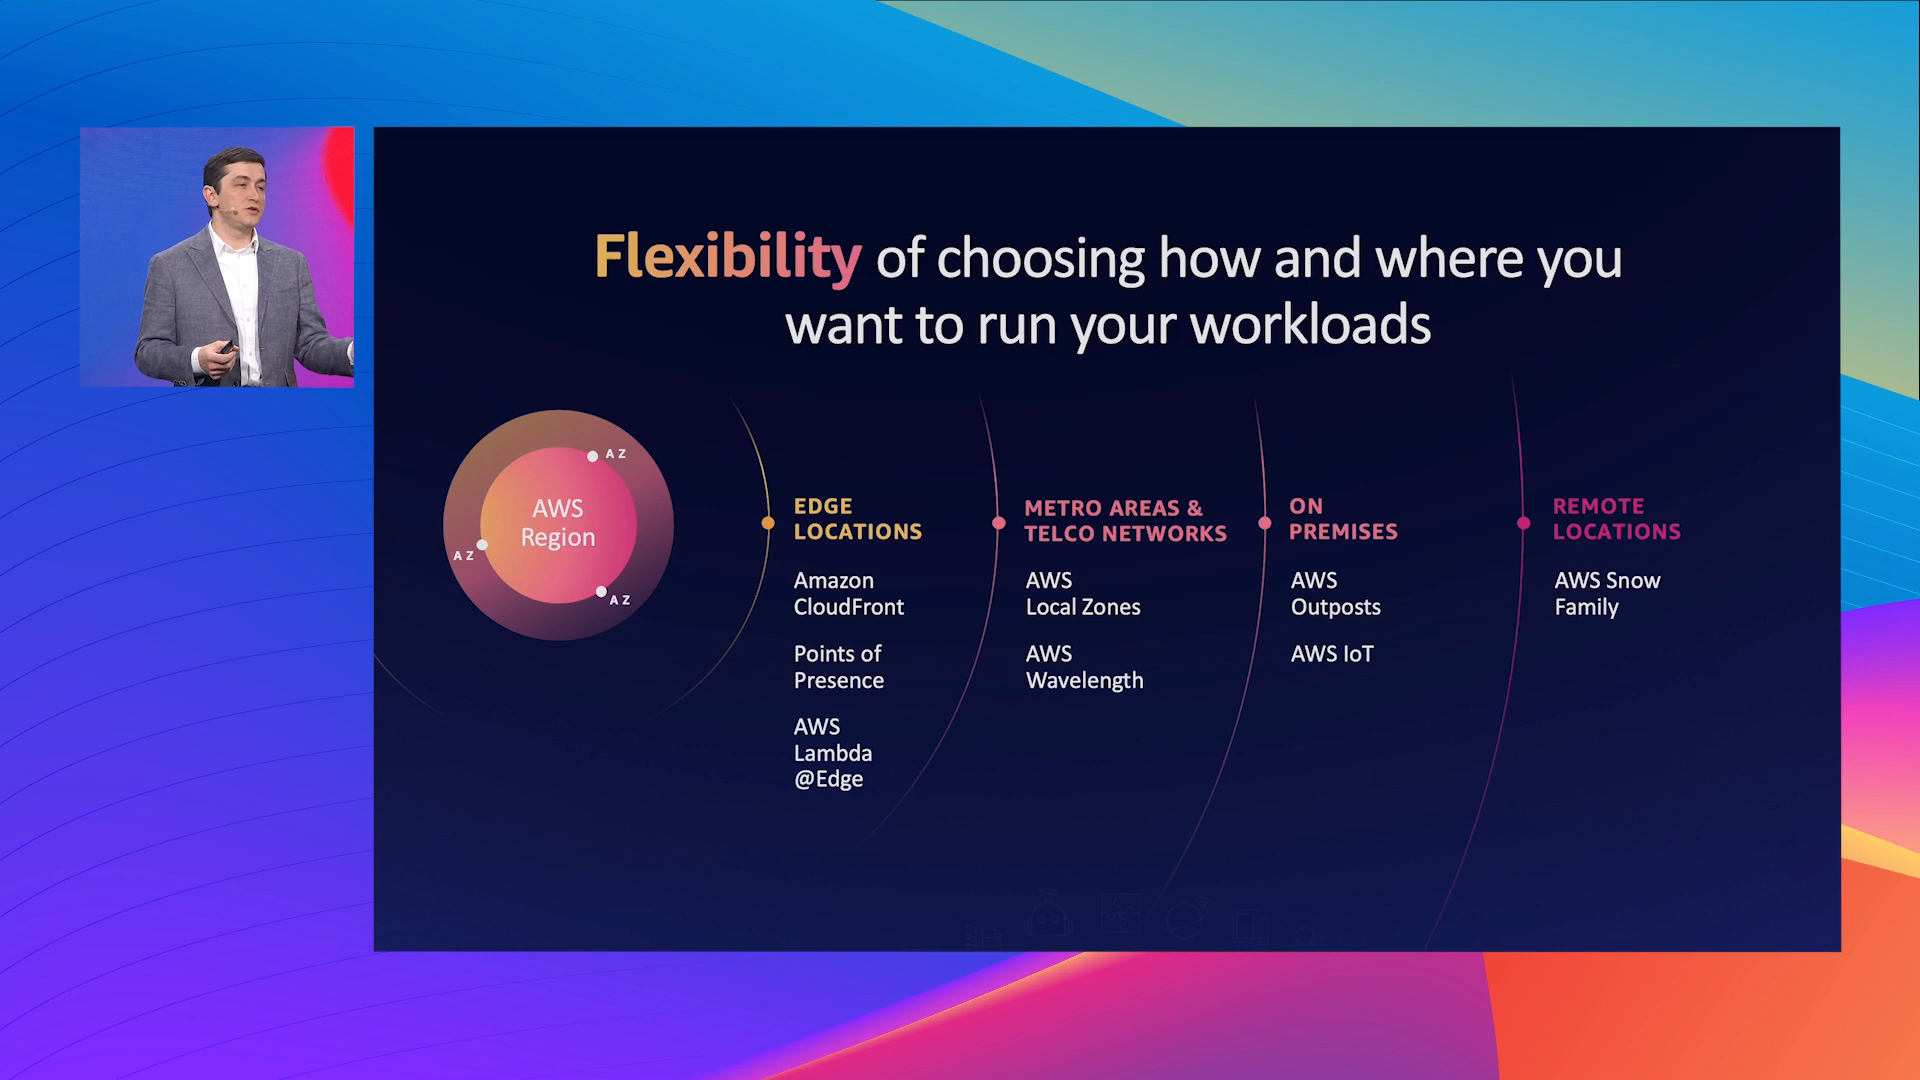 Flexibility of choosing how and where you
want to run your workloads
AWS
Region
A Z
A Z
A Z
EDGE
LOCATIONS
Amazon
CloudFront
Points of
Presence
AWS
Lambda
@Edge
METRO AREAS &
TELCO NETWORKS
AWS
Local Zones
AWS
Wavelength
ON
PREMISES
AWS
Outposts
AWS IoT
REMOTE
LOCATIONS
AWS Snow
Family